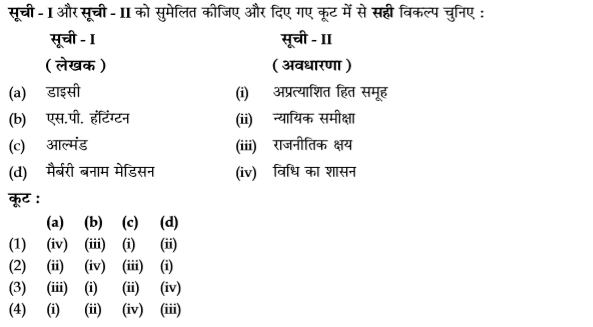 सूची - I और सूची - II को सुमेलित कीजिए और दिए गए कूट में से सही विकल्प चुनिए :
सूची - I सूची - II
( लेखक ) ( अवधारणा )
(a) डाइसी (i) अप्रत्याशित हित समूह
(b) एस.पी. हंटिंग्टन (ii) न्यायिक समीक्षा
(c) आल्मंड (iii) राजनीतिक क्षय
(d) मैर्बरी बनाम मेडिसन (iv) विधि का शासन
कूट :
(a) (b) (c) (d)
(1) (iv) (iii) (i) (ii)
(2) (ii) (iv) (iii) (i)
(3) (iii) (i) (ii) (iv)
(4) (i) (ii) (iv) (iii)